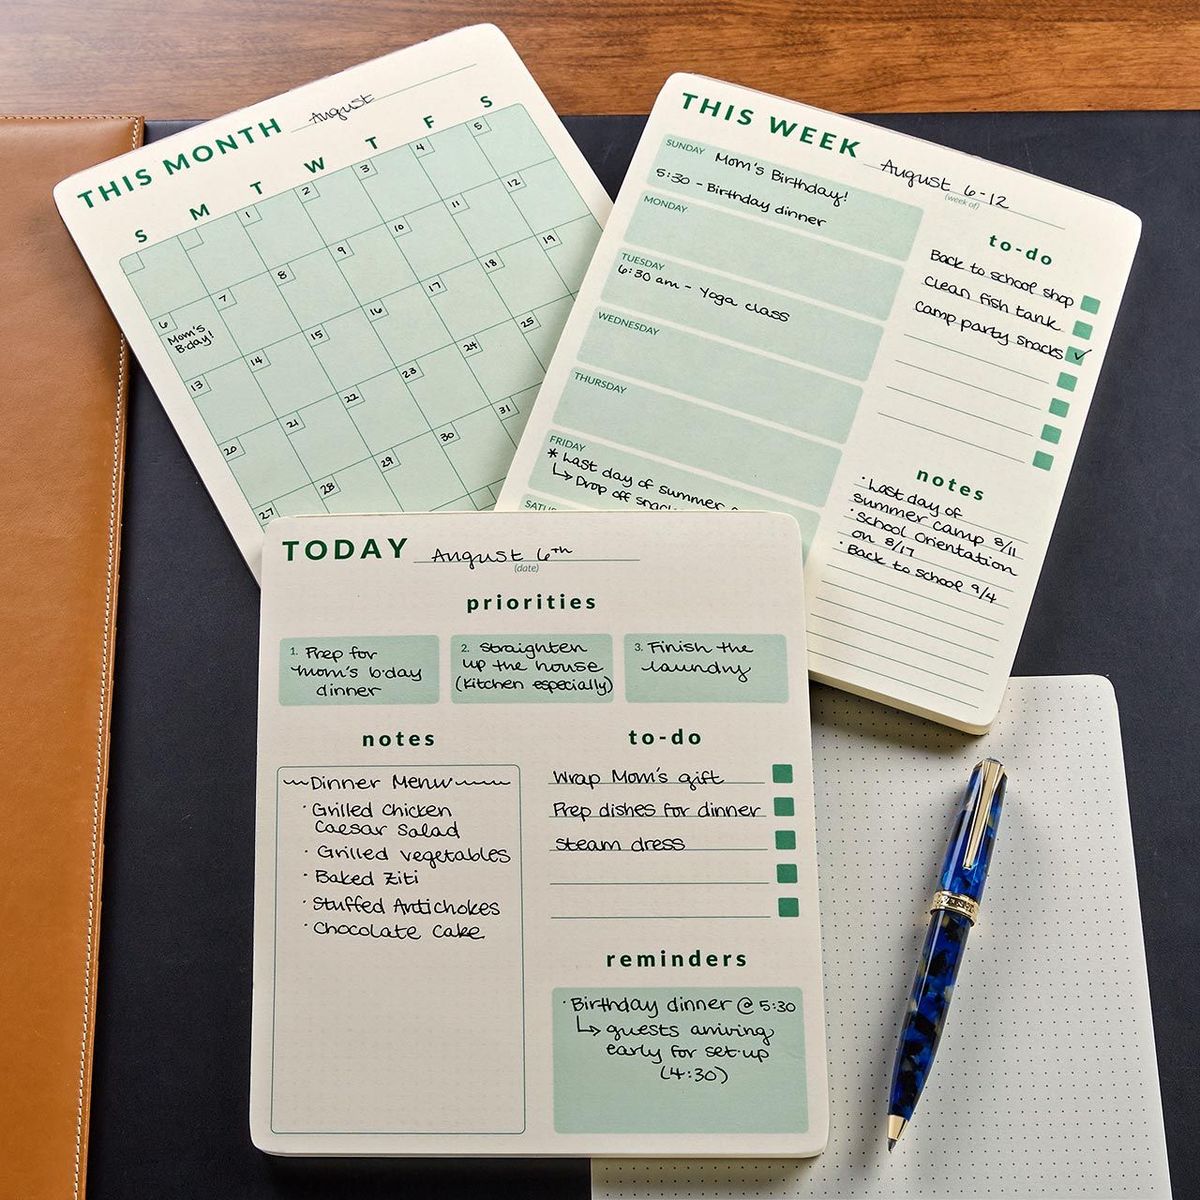 THIS MONTH August
S M T W T F S
1 2 3 4 5
6 7 8 9 10 11 12
Mom's
B-day!
13 14 15 16 17 18 19
20 21 22 23 24 25
27 28 29 30 31
THIS WEEK August 6-12
(week of)
SUNDAY Mom's Birthday!
5:30 - Birthday dinner
MONDAY
TUESDAY
6:30 am - Yoga class
WEDNESDAY
THURSDAY
FRIDAY
* Last day of summer
↳ Drop off
to-do
Back to school shop
clean fish tank
camp party snacks ✓
notes
· Last day of
summer camp 8/11
· School Orientation
on 8/17
· Back to school 9/4
TODAY August 6th
(date)
priorities
1. Prep for
mom's b-day
dinner
2. straighten
up the house
(kitchen especially)
3. Finish the
laundry
notes
Dinner Menu
· Grilled Chicken
Caesar Salad
· Grilled vegetables
· Baked Ziti
· Stuffed Artichokes
· Chocolate Cake
to-do
Wrap Mom's gift
Prep dishes for dinner
steam dress
reminders
· Birthday dinner @ 5:30
↳ guests arriving
early for set-up
(4:30)